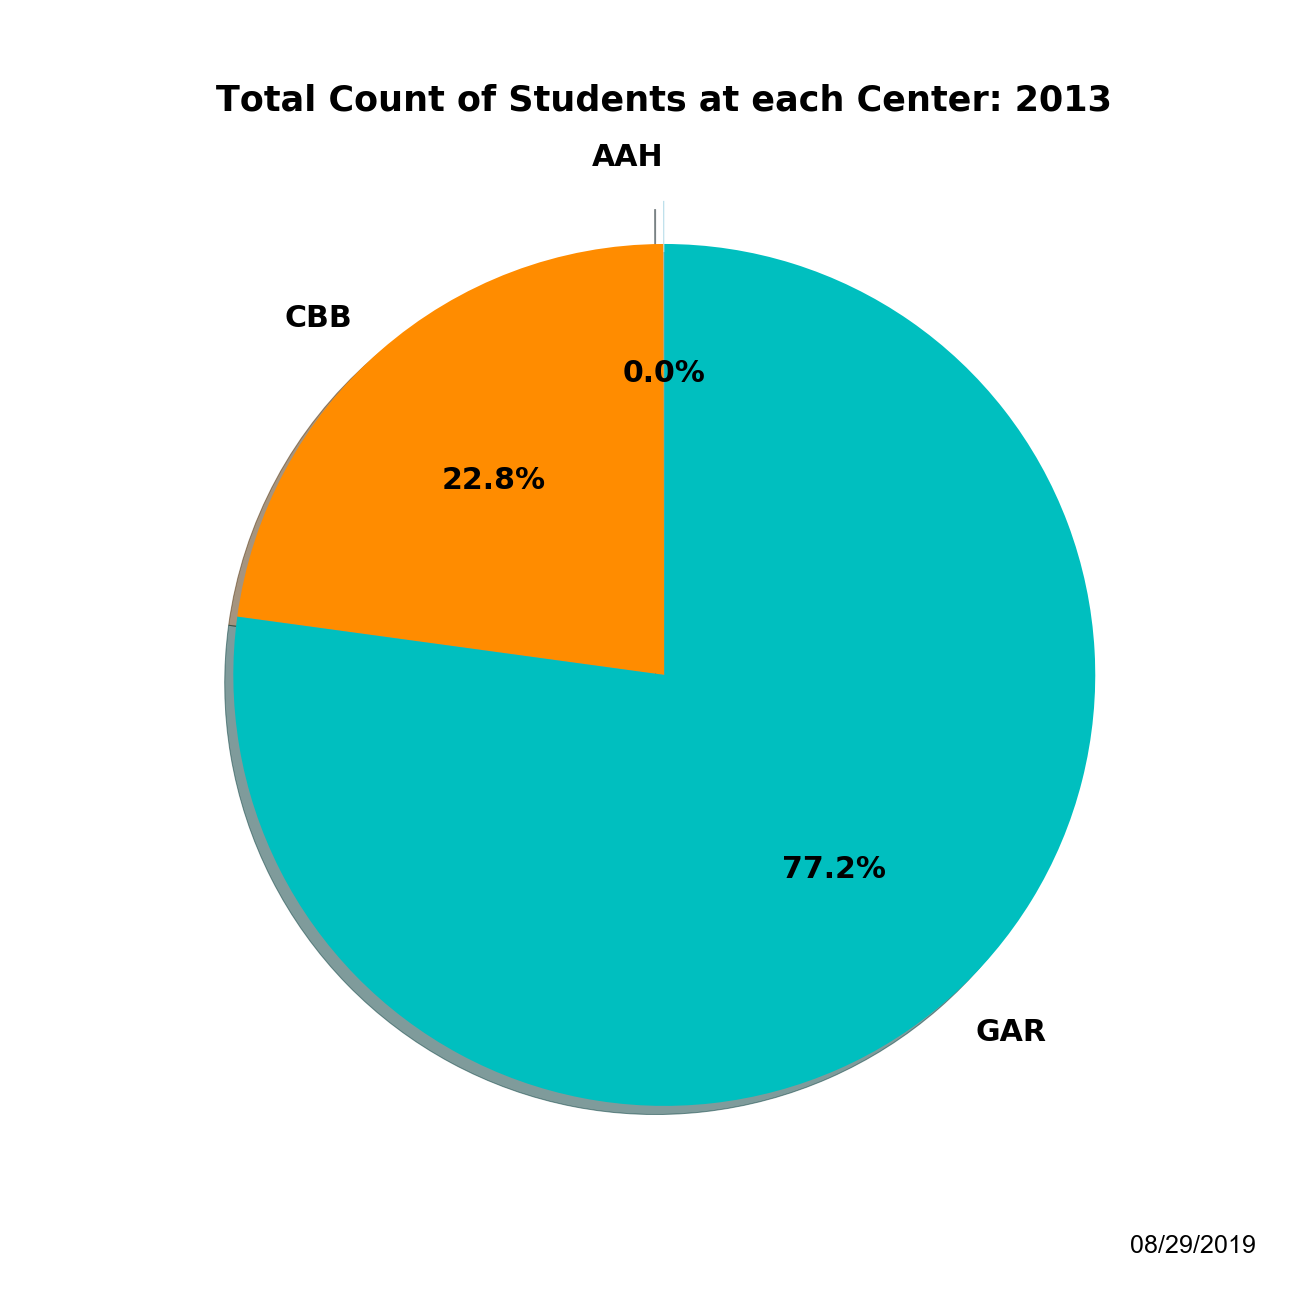 Total Count of Students at each Center: 2013
AAH
CBB
0.0%
22.8%
77.2%
GAR
08/29/2019